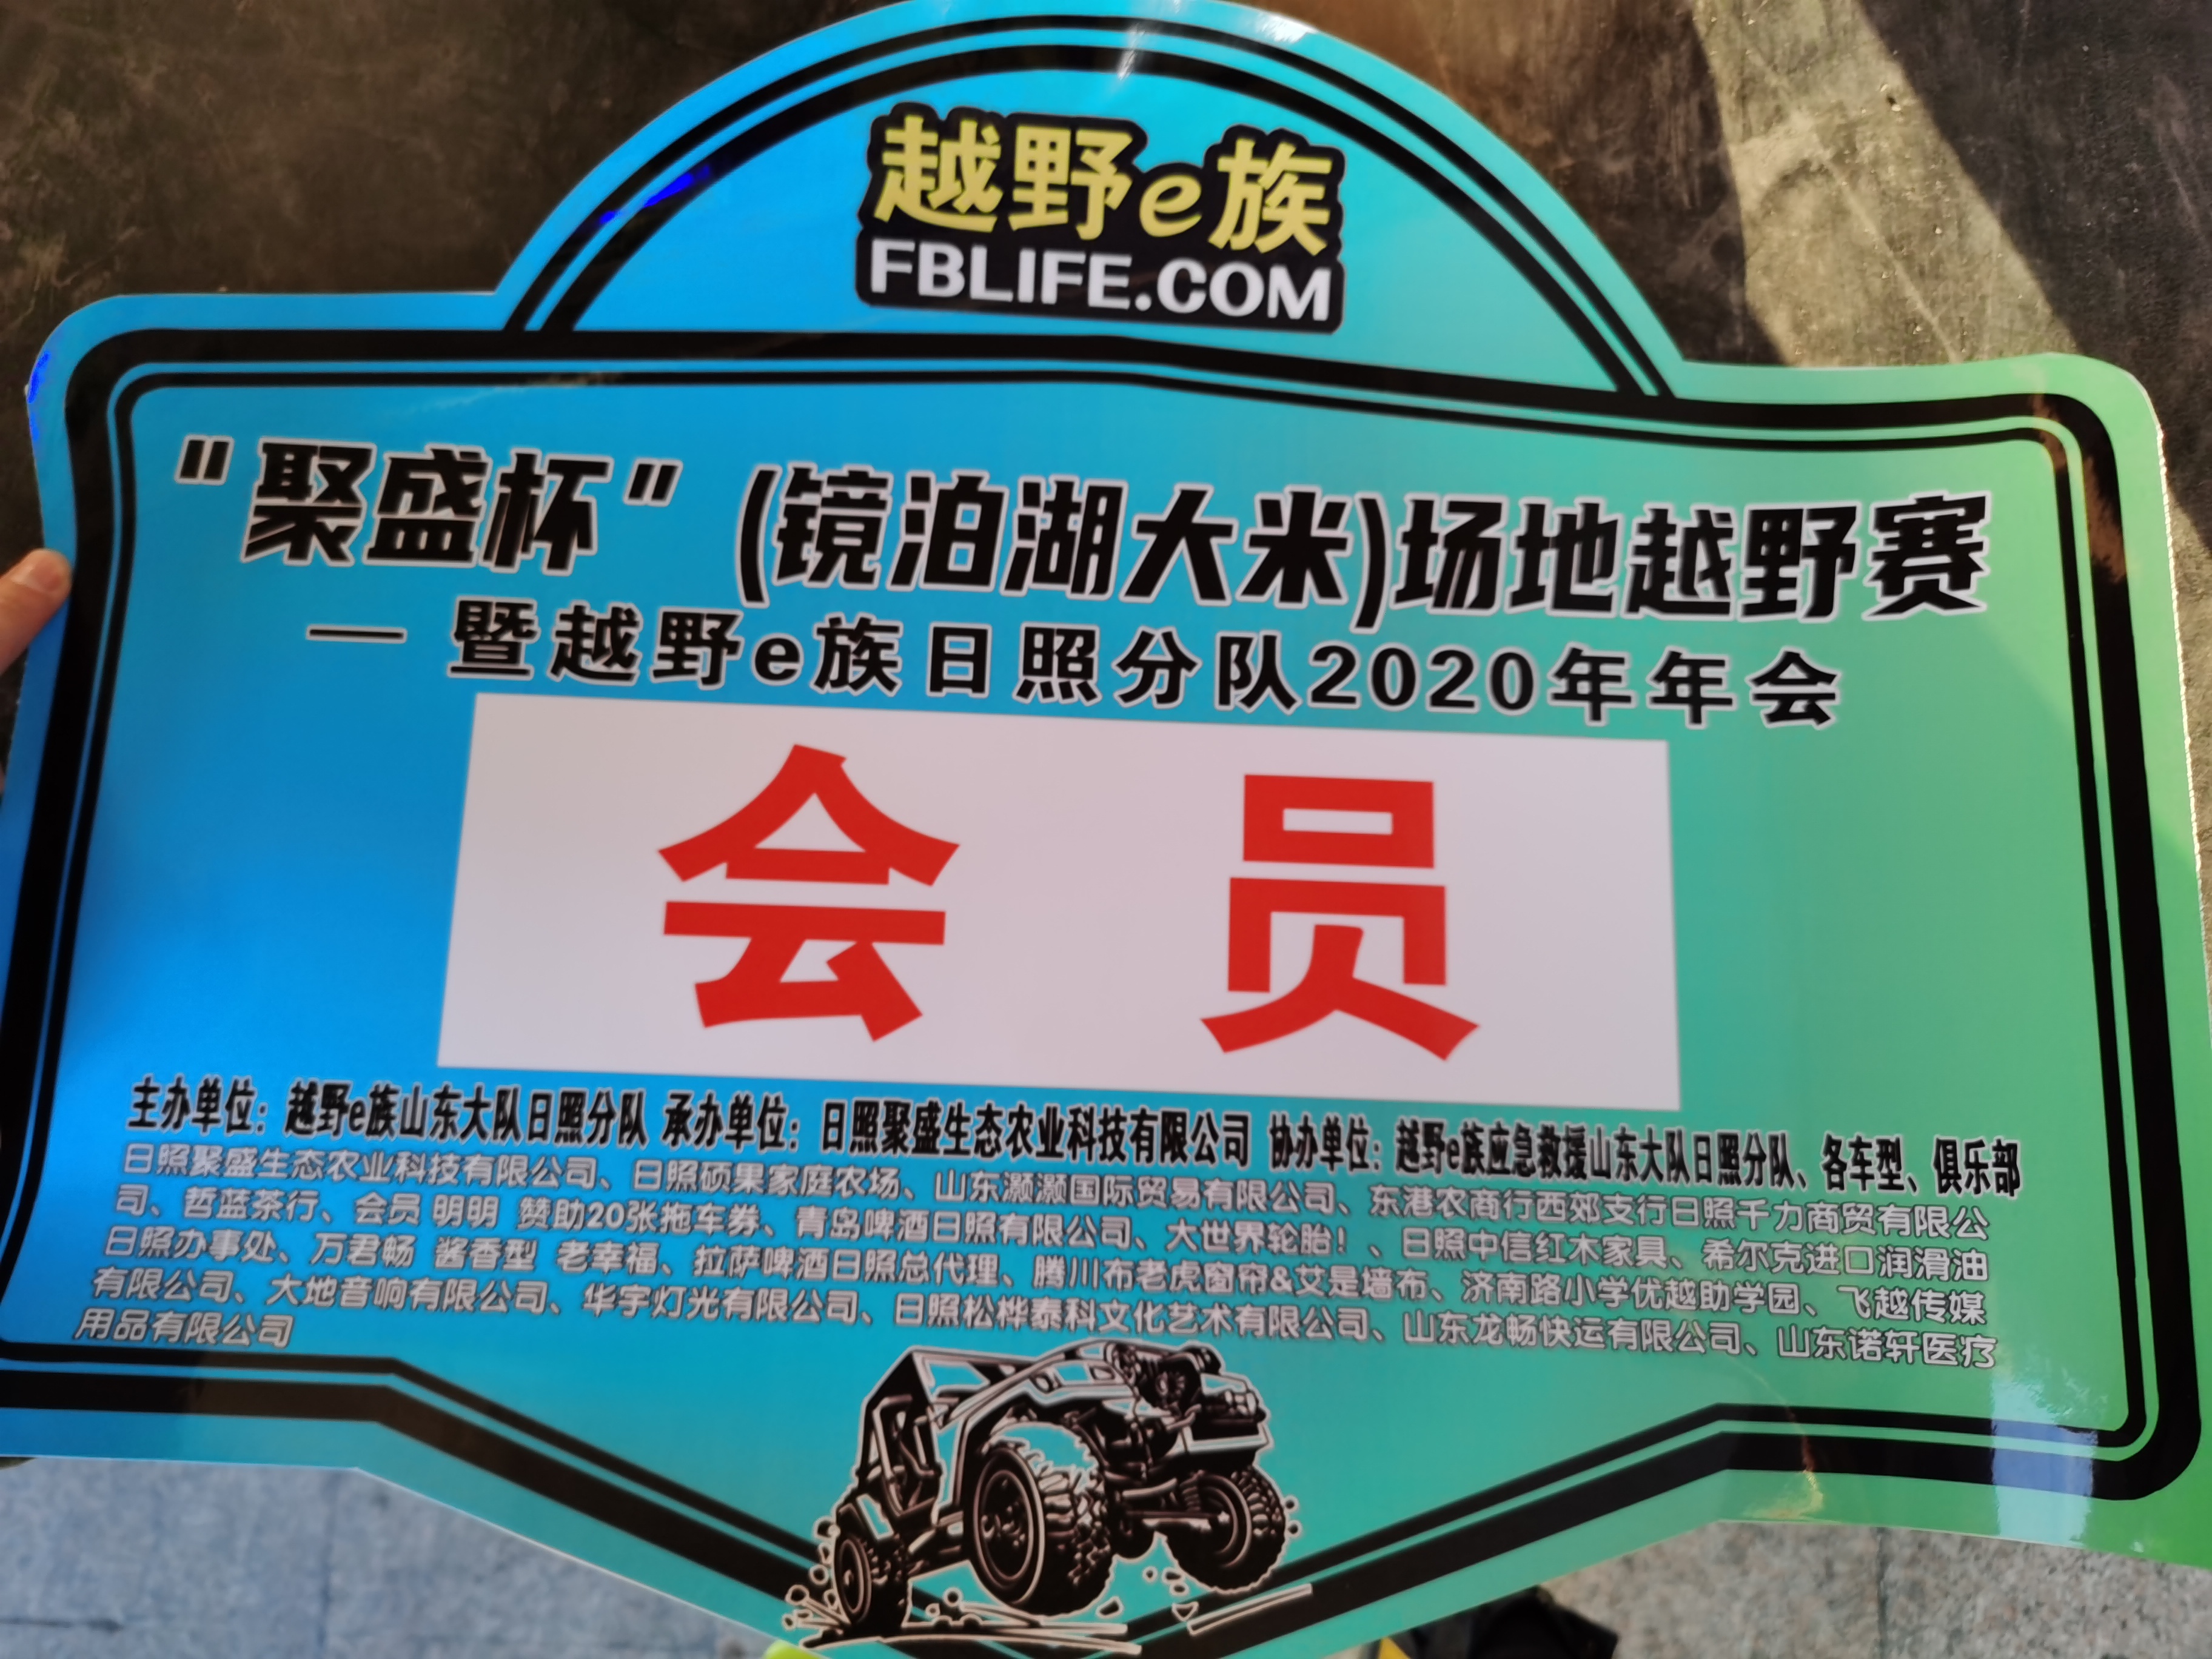 越野e族
FBLIFE.COM
“聚盛杯”(镜泊湖大米)场地越野赛
— 暨越野e族日照分队2020年年会
会 员
主办单位：越野e族山东大队日照分队 承办单位：日照聚盛生态农业科技有限公司 协办单位：越野e族应急救援山东大队日照分队、各车型、俱乐部
日照聚盛生态农业科技有限公司、日照硕果家庭农场、山东灏灏国际贸易有限公司、东港农商行西郊支行日照千力商贸有限公
司、哲蓝茶行、会员 明明 赞助20张拖车券、青岛啤酒日照有限公司、大世界轮胎！、日照中信红木家具、希尔克进口润滑油
日照办事处、万君畅 酱香型 老幸福、拉萨啤酒日照总代理、腾川布老虎窗帘&艾是墙布、济南路小学优越助学园、飞越传媒
有限公司、大地音响有限公司、华宇灯光有限公司、日照松桦泰科文化艺术有限公司、山东龙畅快运有限公司、山东诺轩医疗
用品有限公司